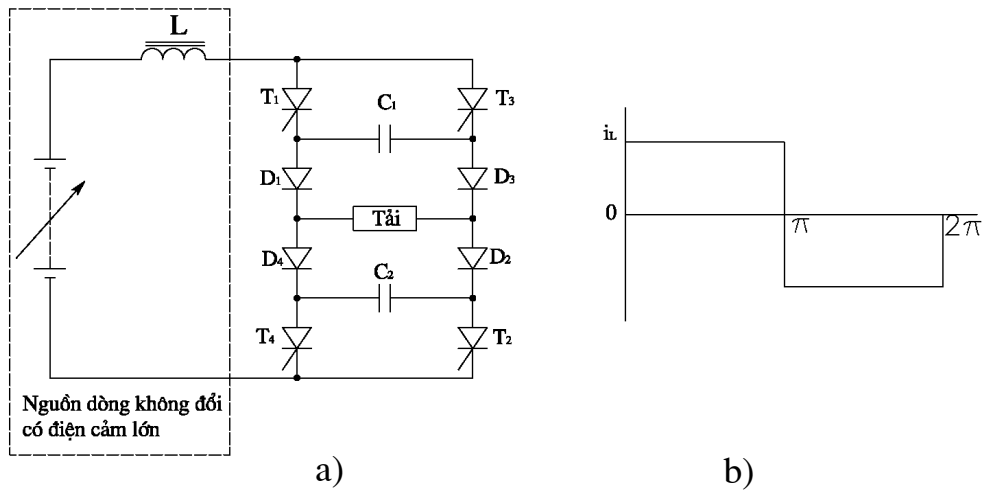 L
T₁
C₁
T₃
D₁
D₃
Tải
D₄
C₂
D₂
T₄
T₂
Nguồn dòng không đổi
có điện cảm lớn
a)
iL
0
π
2π
b)